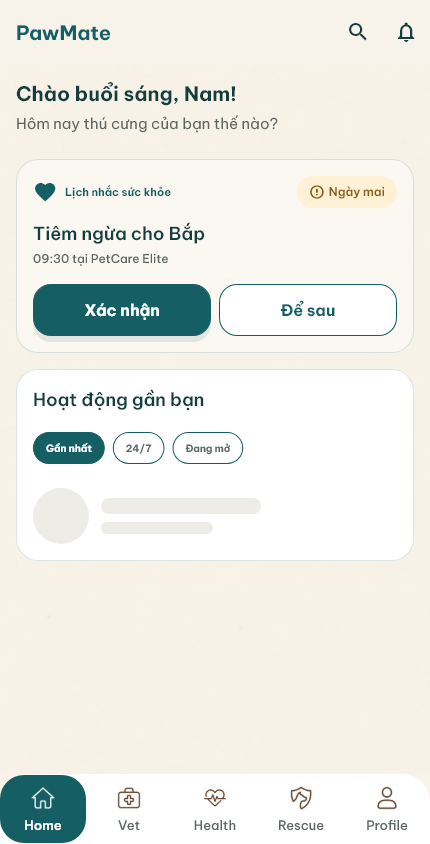 PawMate
Chào buổi sáng, Nam!
Hôm nay thú cưng của bạn thế nào?
Lịch nhắc sức khỏe
Ngày mai
Tiêm ngừa cho Bắp
09:30 tại PetCare Elite
Xác nhận
Để sau
Hoạt động gần bạn
Gần nhất
24/7
Đang mở
Home
Vet
Health
Rescue
Profile